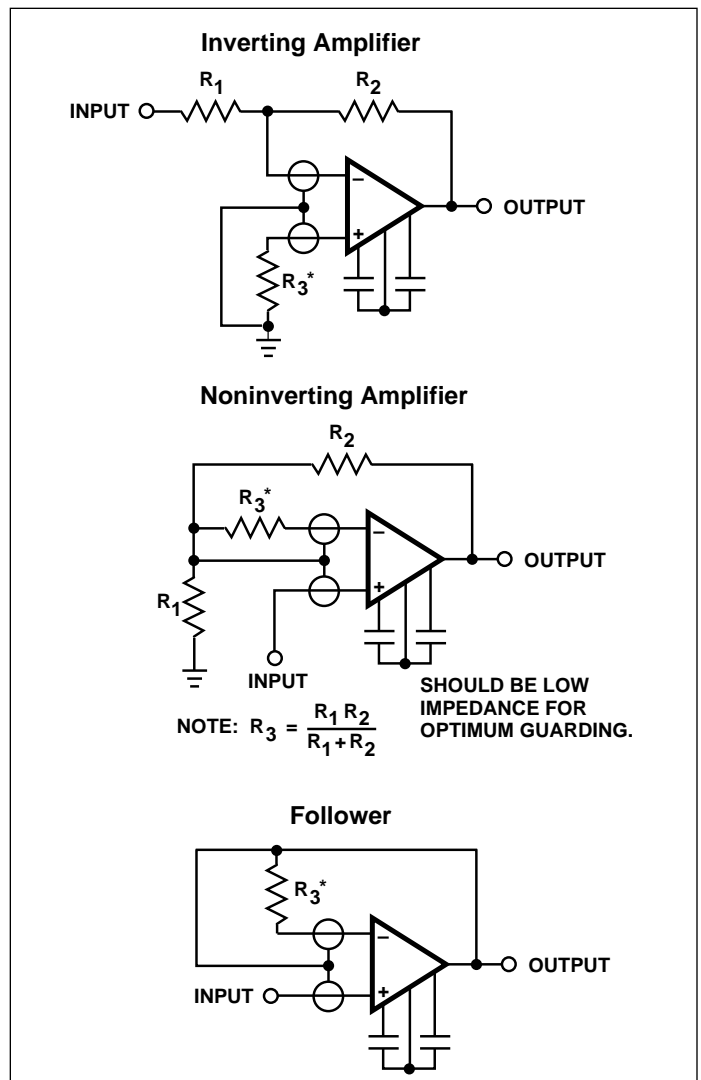 Inverting Amplifier
R1 R2
INPUT
−
OUTPUT
+
R3*
Noninverting Amplifier
R2
R3*
−
OUTPUT
+
R1
INPUT
SHOULD BE LOW
IMPEDANCE FOR
OPTIMUM GUARDING.
NOTE: R3 = R1 R2 / R1 + R2
Follower
R3*
−
OUTPUT
INPUT
+